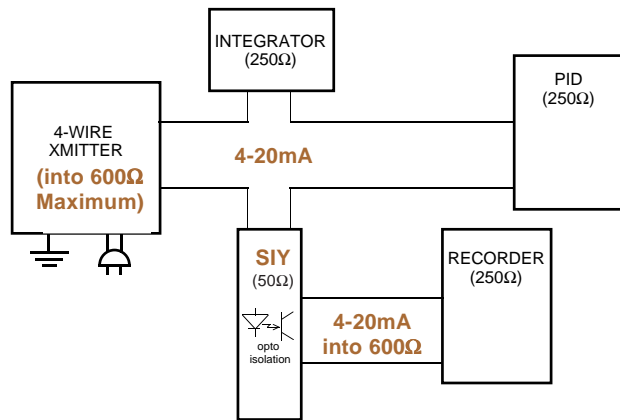 INTEGRATOR
(250Ω)
PID
(250Ω)
4-WIRE
XMITTER
(into 600Ω
Maximum)
4-20mA
SIY
(50Ω)
opto
isolation
4-20mA
into 600Ω
RECORDER
(250Ω)